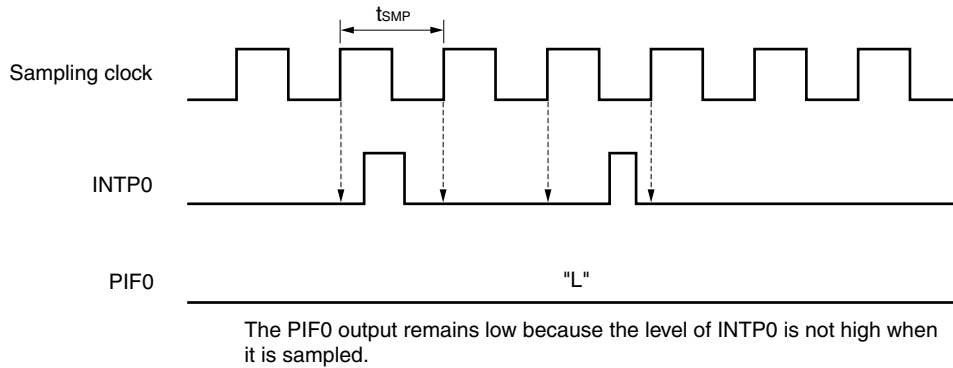 tSMP
Sampling clock
INTP0
PIF0
"L"
The PIF0 output remains low because the level of INTP0 is not high when
it is sampled.